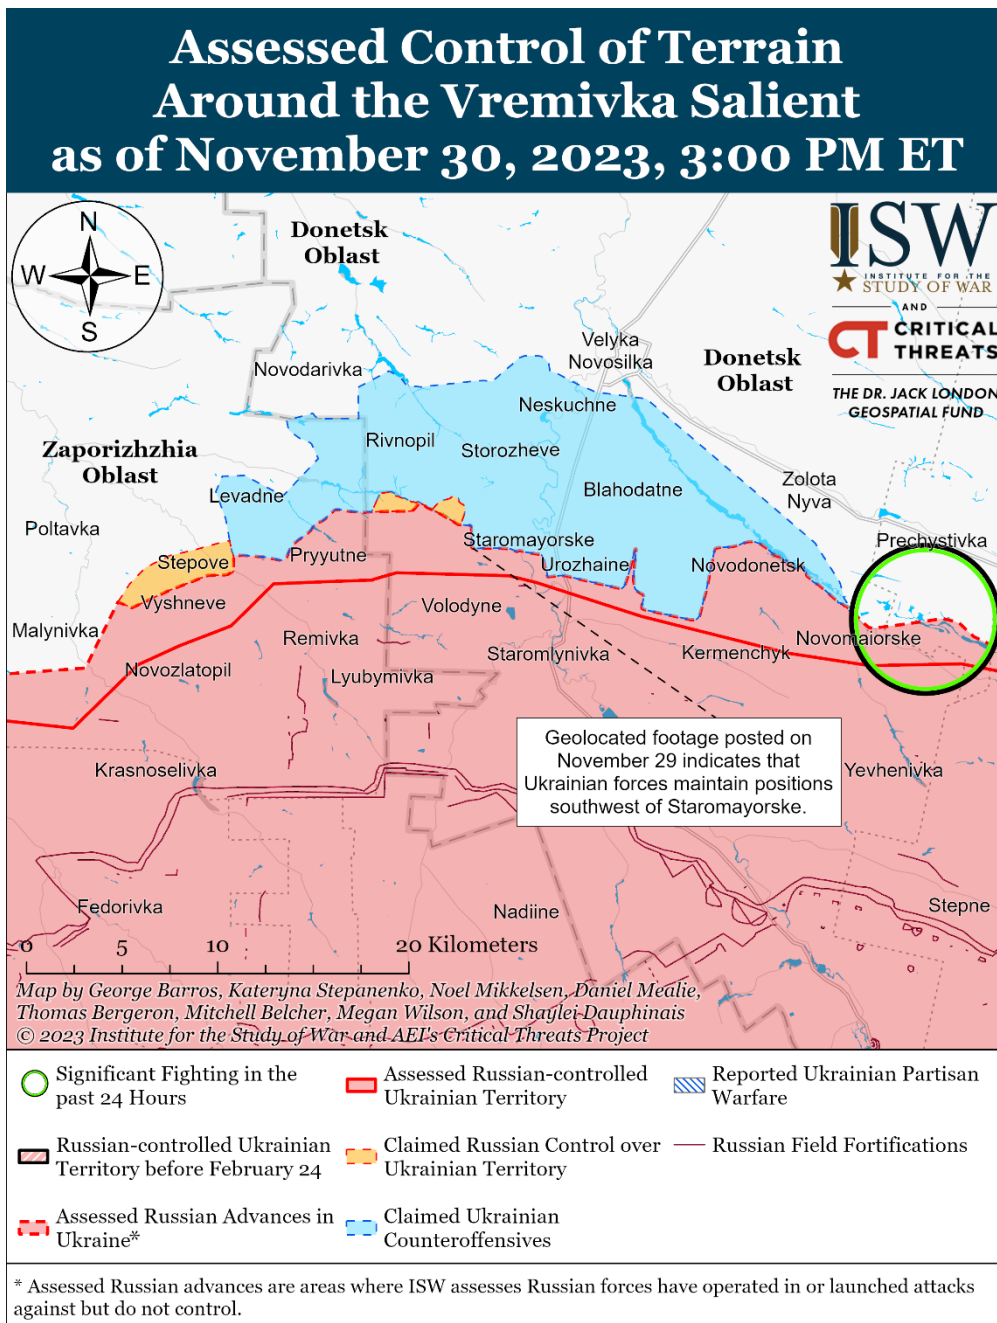 Assessed Control of Terrain
Around the Vremivka Salient
as of November 30, 2023, 3:00 PM ET
N
W
E
S
Donetsk
Oblast
ISW
INSTITUTE FOR THE
STUDY OF WAR
AND
CT CRITICAL
THREATS
THE DR. JACK LONDON
GEOSPATIAL FUND
Velyka
Novosilka
Donetsk
Oblast
Novodarivka
Neskuchne
Rivnopil
Storozheve
Zaporizhzhia
Oblast
Levadne
Blahodatne
Zolota
Nyva
Poltavka
Staromayorske
Prechystivka
Stepove
Pryyutne
Urozhaine
Novodonetsk
Vyshneve
Volodyne
Malynivka
Remivka
Novomaiorske
Staromlynivka
Kermenchyk
Novozlatopil
Lyubymivka
Geolocated footage posted on
November 29 indicates that
Ukrainian forces maintain positions
southwest of Staromayorske.
Krasnoselivka
Yevhenivka
Fedorivka
Nadiine
Stepne
0 5 10 20 Kilometers
Map by George Barros, Kateryna Stepanenko, Noel Mikkelsen, Daniel Mealie,
Thomas Bergeron, Mitchell Belcher, Megan Wilson, and Shaylei Dauphinais
© 2023 Institute for the Study of War and AEI's Critical Threats Project
Significant Fighting in the
past 24 Hours
Assessed Russian-controlled
Ukrainian Territory
Reported Ukrainian Partisan
Warfare
Russian-controlled Ukrainian
Territory before February 24
Claimed Russian Control over
Ukrainian Territory
Russian Field Fortifications
Assessed Russian Advances in
Ukraine*
Claimed Ukrainian
Counteroffensives
* Assessed Russian advances are areas where ISW assesses Russian forces have operated in or launched attacks
against but do not control.